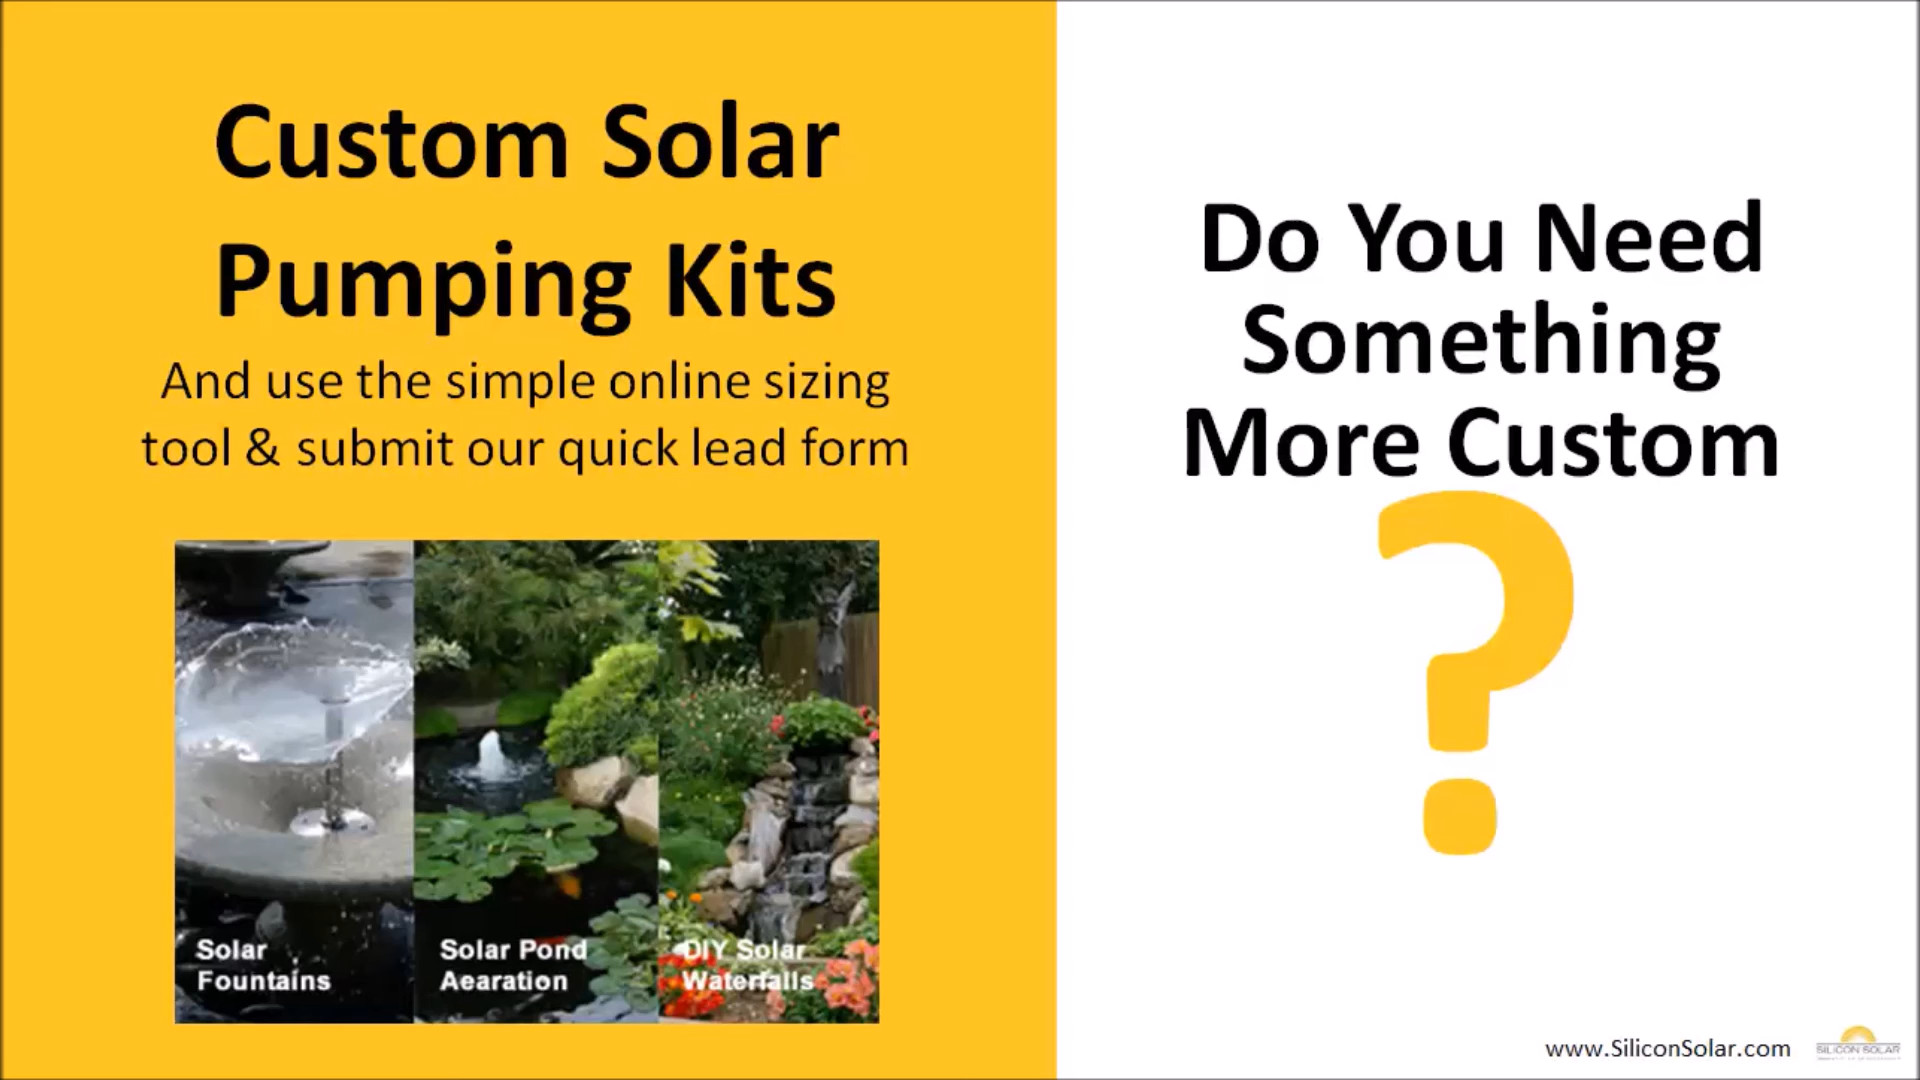 Custom Solar
Pumping Kits
And use the simple online sizing
tool & submit our quick lead form
Solar
Fountains
Solar Pond
Aearation
DIY Solar
Waterfalls
Do You Need
Something
More Custom
?
www.SiliconSolar.com
SILICON SOLAR